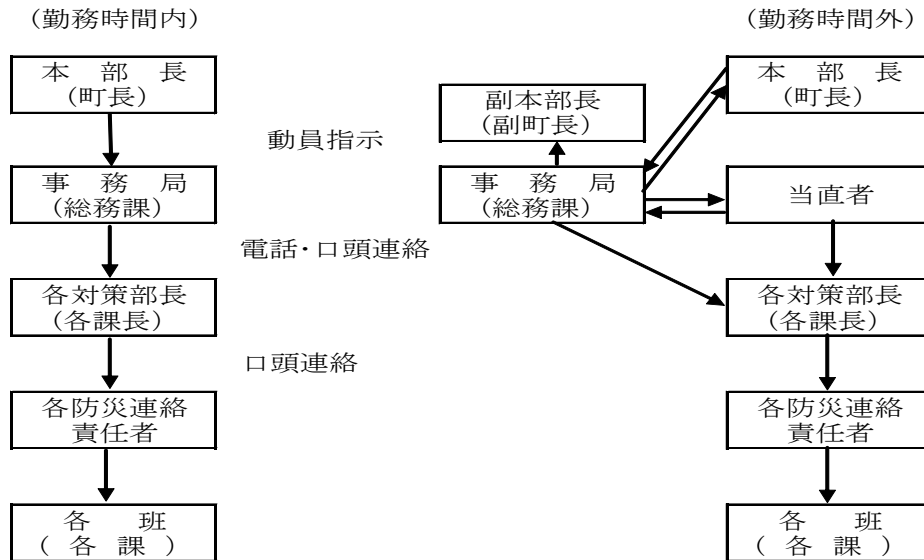 (勤務時間内)
(勤務時間外)
本 部 長
(町長)
副本部長
(副町長)
本 部 長
(町長)
動員指示
事 務 局
(総務課)
事 務 局
(総務課)
当直者
電話・口頭連絡
各対策部長
(各課長)
各対策部長
(各課長)
口頭連絡
各防災連絡
責任者
各防災連絡
責任者
各 班
( 各 課 )
各 班
( 各 課 )